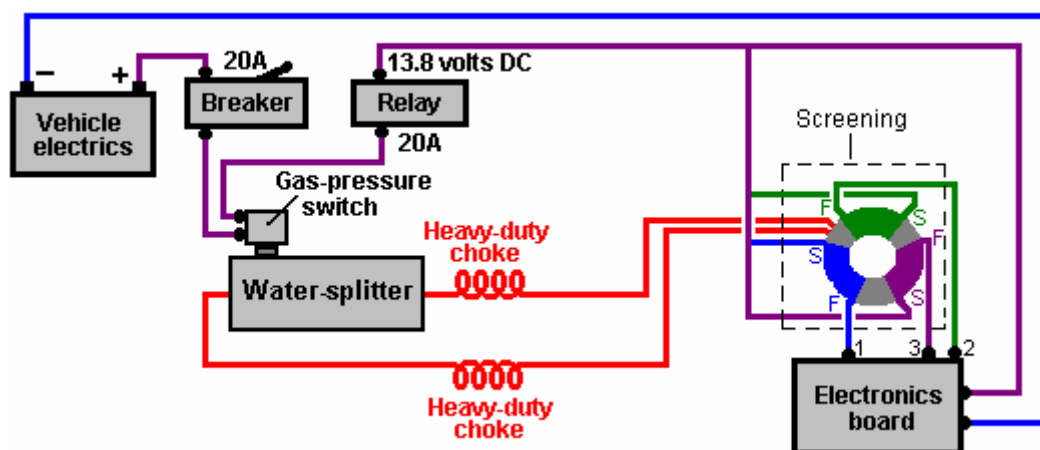 − +
20A
13.8 volts DC
Breaker
Relay
Vehicle
electrics
20A
Screening
Gas-pressure
switch
Heavy-duty
choke
Water-splitter
Heavy-duty
choke
F
S
F
S
S
F
1 3 2
Electronics
board